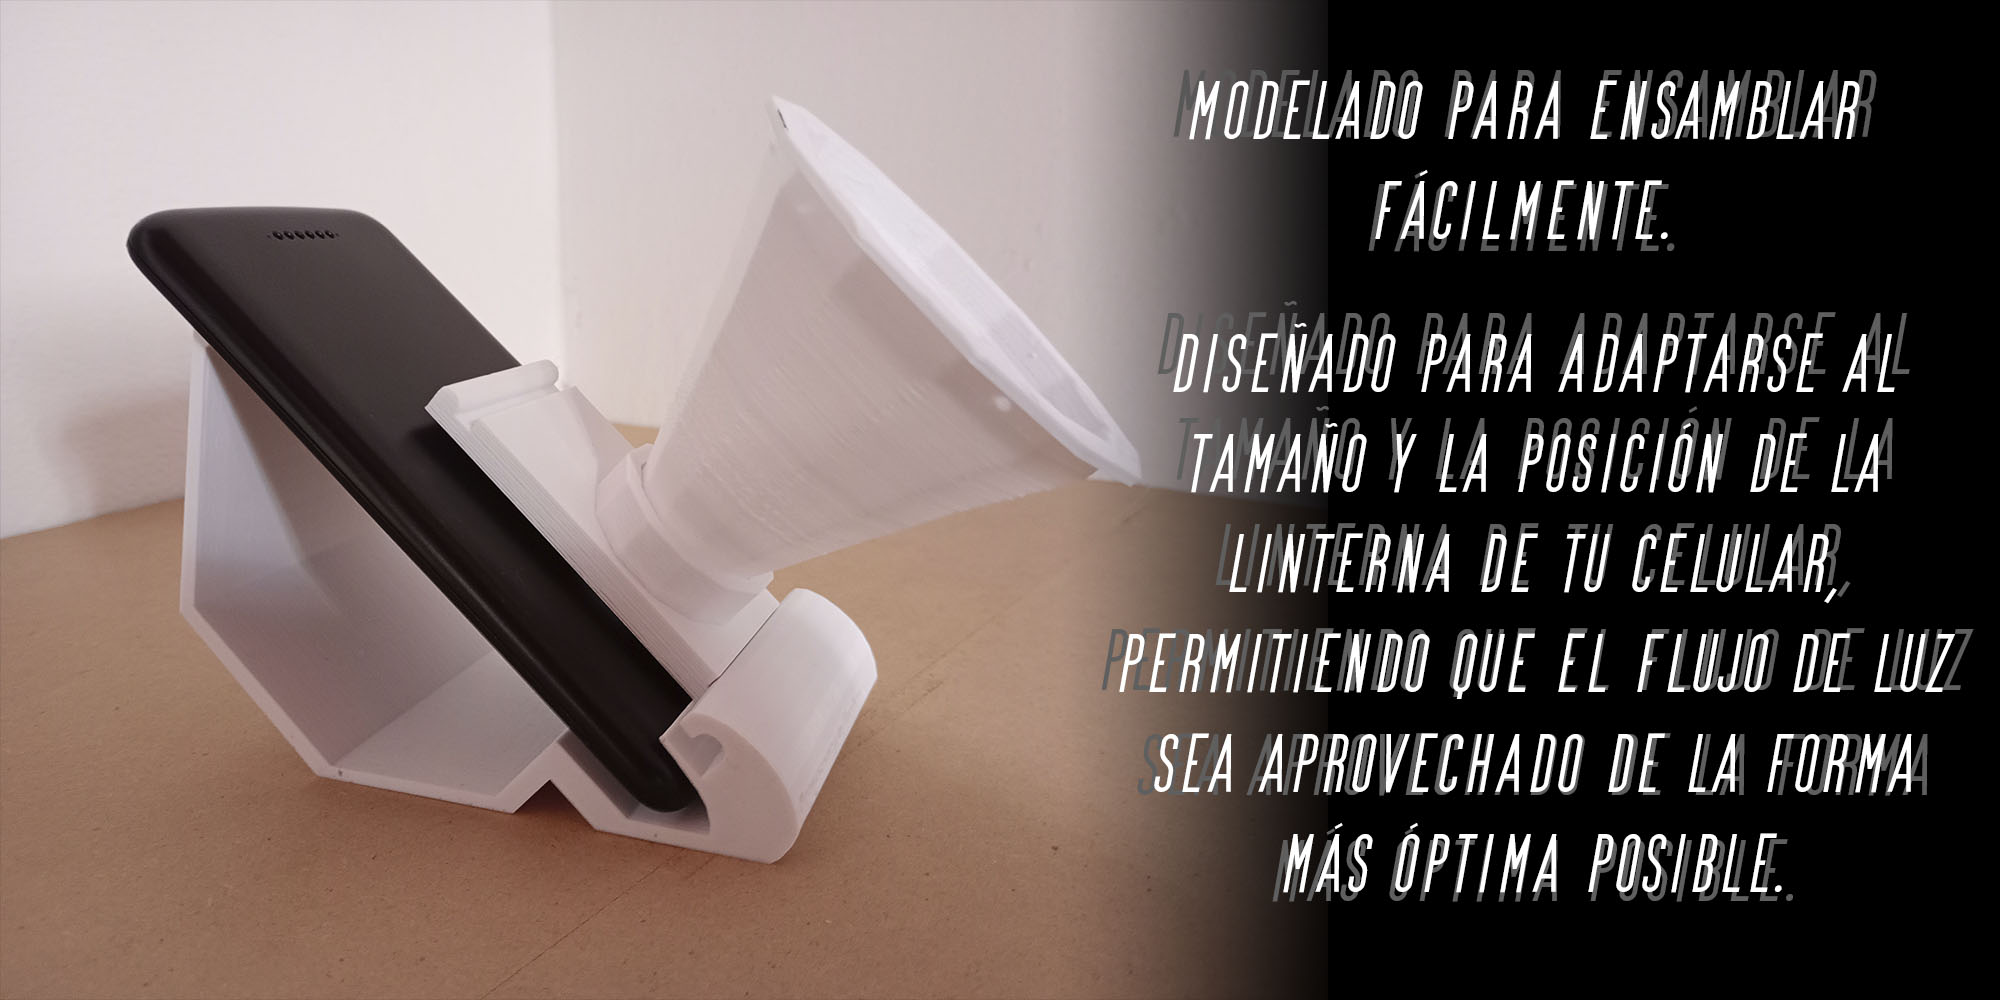 MODELADO PARA ENSAMBLAR
FÁCILMENTE.
DISEÑADO PARA ADAPTARSE AL
TAMAÑO Y LA POSICIÓN DE LA
LINTERNA DE TU CELULAR,
PERMITIENDO QUE EL FLUJO DE LUZ
SEA APROVECHADO DE LA FORMA
MÁS ÓPTIMA POSIBLE.